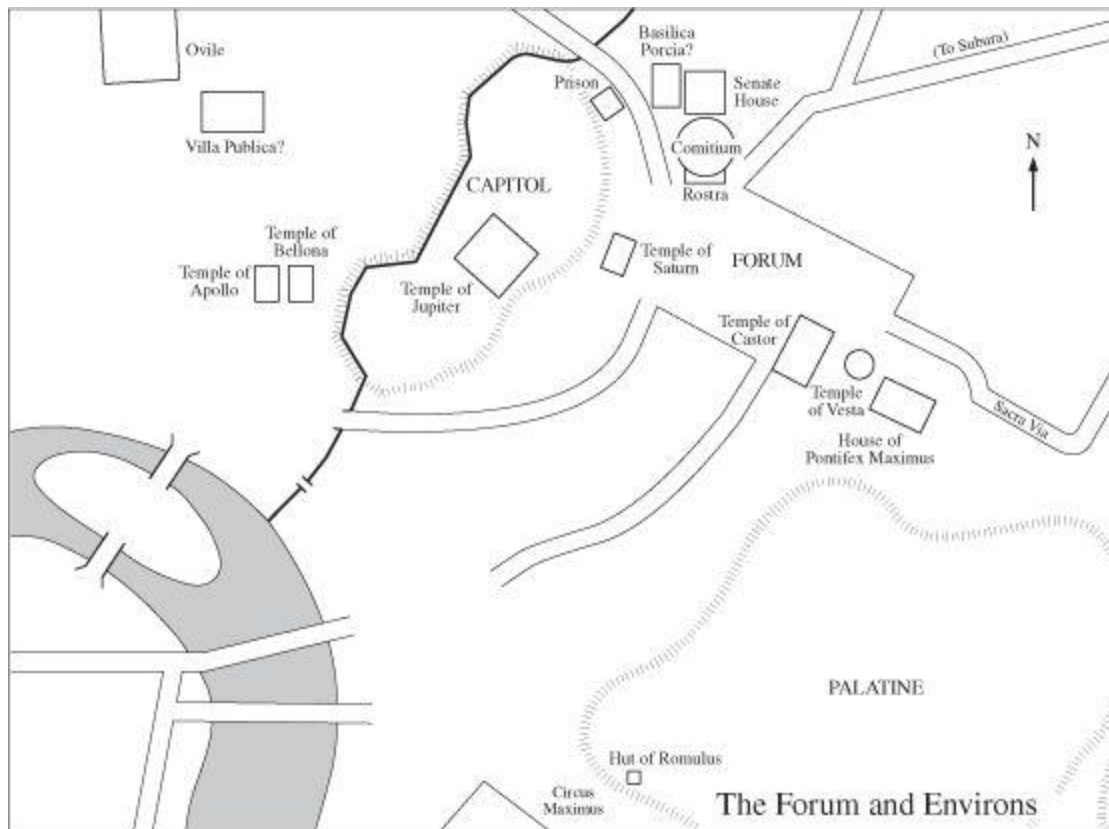 Ovile
Villa Publica?
Basilica
Porcia?
Prison
Senate
House
(To Subura)
Comitium
Rostra
N
CAPITOL
Temple of
Bellona
Temple of
Apollo
Temple of
Jupiter
Temple of
Saturn
FORUM
Temple of
Castor
Temple
of Vesta
Sacra Via
House of
Pontifex Maximus
PALATINE
Hut of Romulus
Circus
Maximus
The Forum and Environs